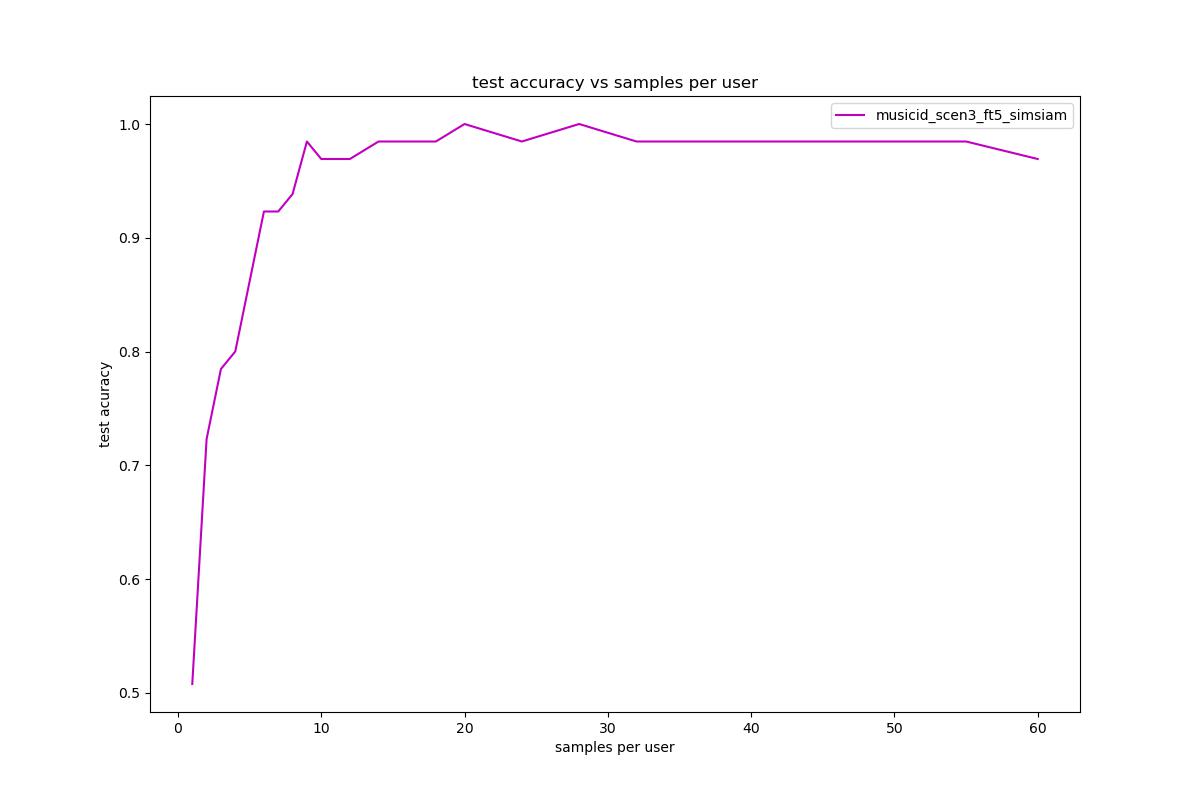 test accuracy vs samples per user
musicid_scen3_ft5_simsiam
1.0
0.9
0.8
0.7
0.6
0.5
test acuracy
0 10 20 30 40 50 60
samples per user